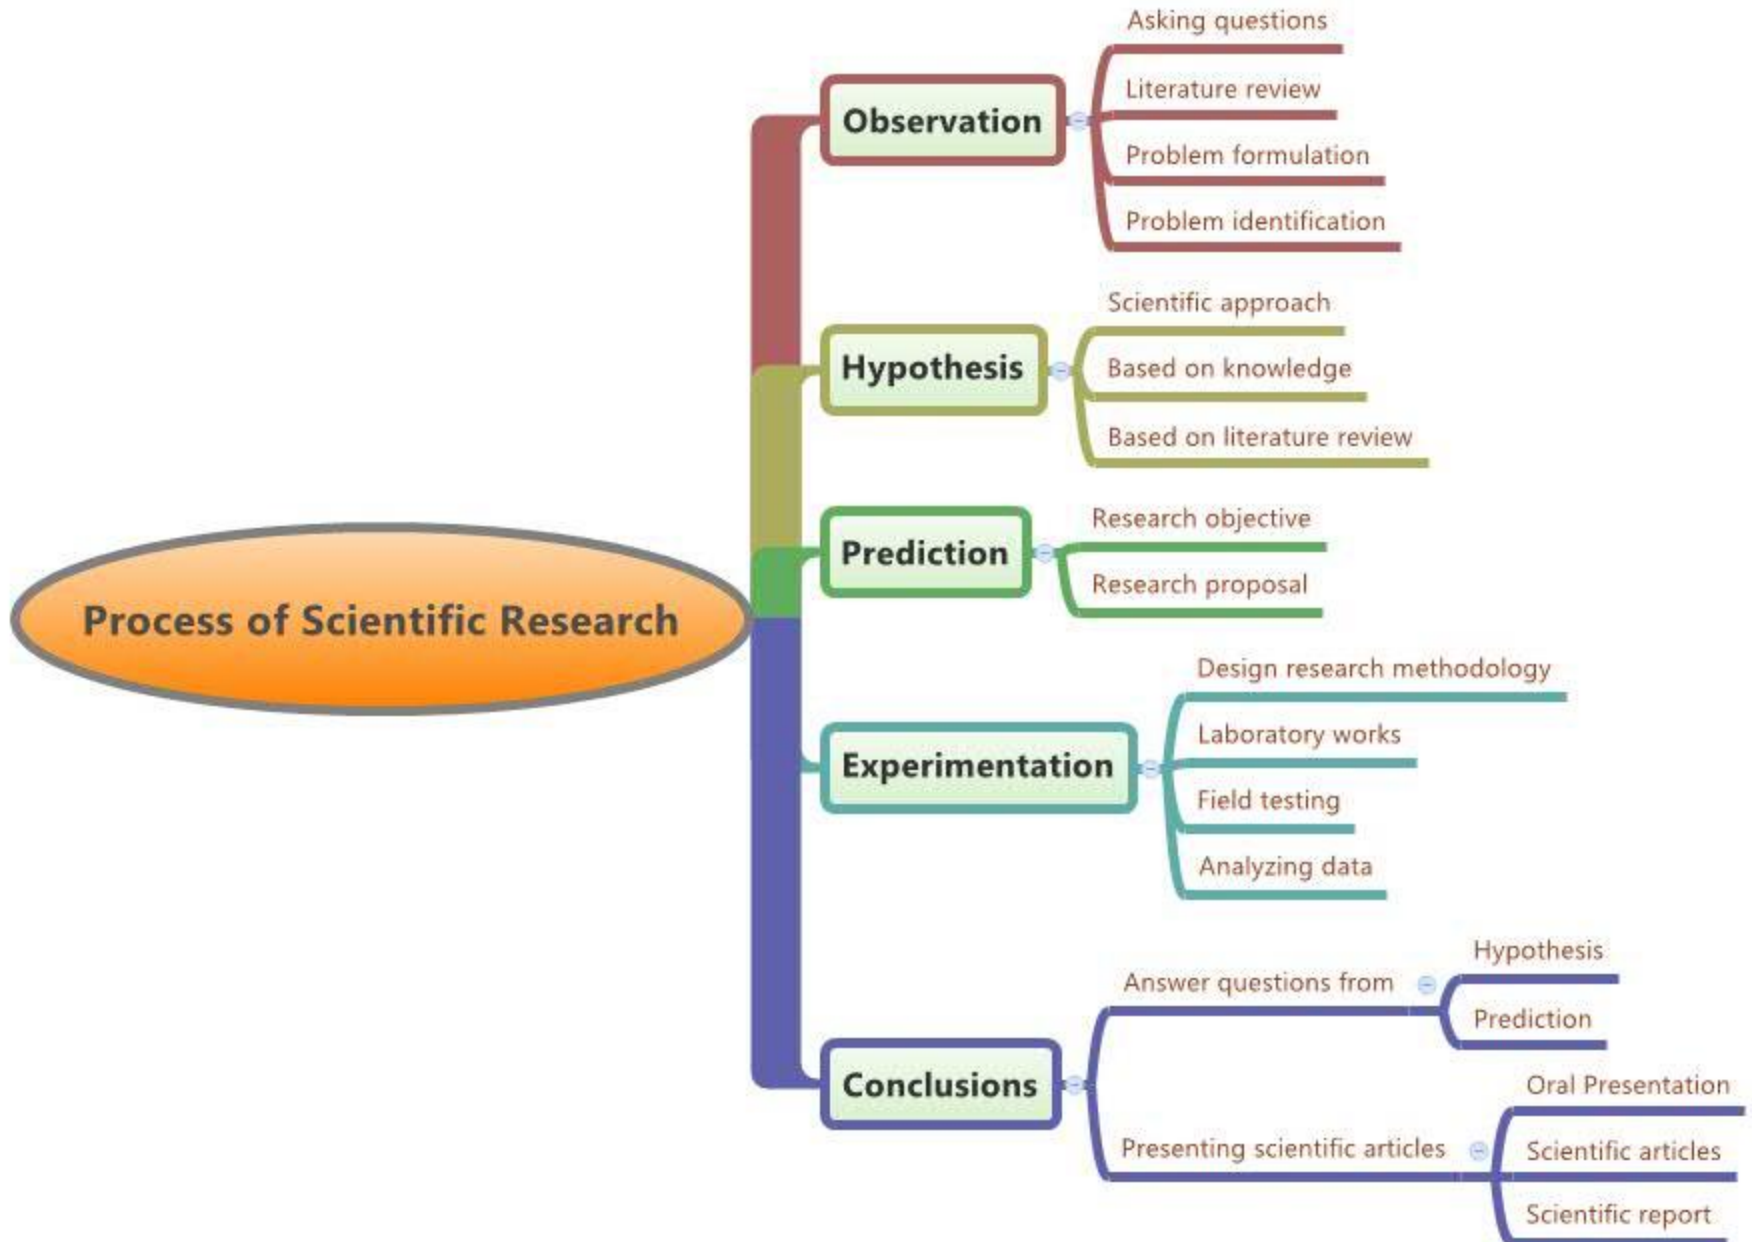 Process of Scientific Research
Observation
Asking questions
Literature review
Problem formulation
Problem identification
Hypothesis
Scientific approach
Based on knowledge
Based on literature review
Prediction
Research objective
Research proposal
Experimentation
Design research methodology
Laboratory works
Field testing
Analyzing data
Conclusions
Answer questions from
Hypothesis
Prediction
Presenting scientific articles
Oral Presentation
Scientific articles
Scientific report